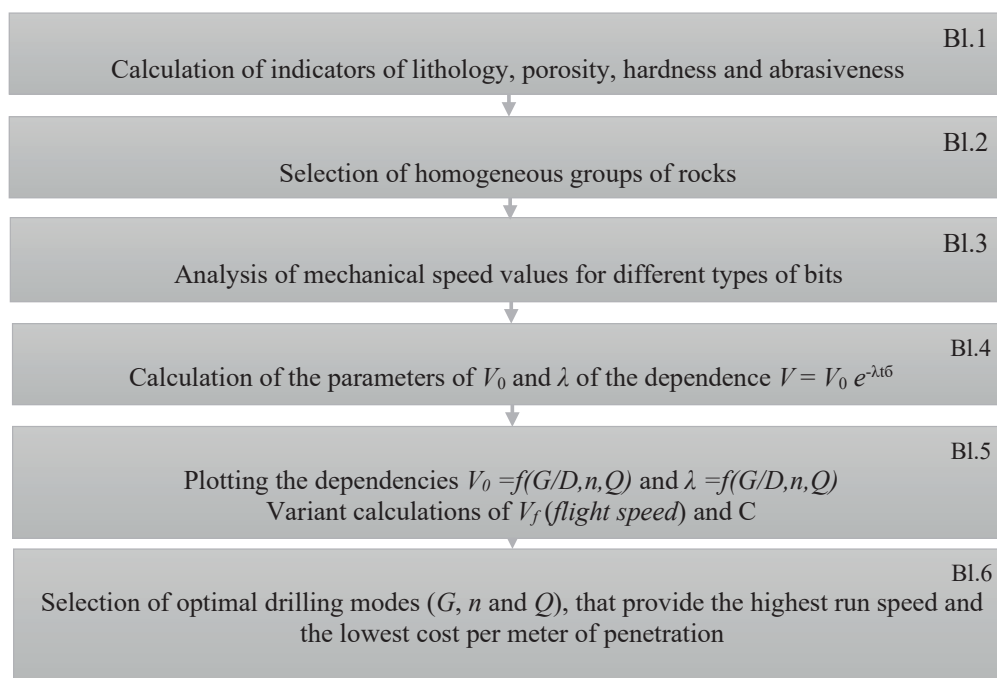 Bl.1
Calculation of indicators of lithology, porosity, hardness and abrasiveness
Bl.2
Selection of homogeneous groups of rocks
Bl.3
Analysis of mechanical speed values for different types of bits
Bl.4
Calculation of the parameters of V₀ and λ of the dependence V = V₀ e^-λtб
Bl.5
Plotting the dependencies V₀ =f(G/D,n,Q) and λ =f(G/D,n,Q)
Variant calculations of V_f (flight speed) and C
Bl.6
Selection of optimal drilling modes (G, n and Q), that provide the highest run speed and
the lowest cost per meter of penetration